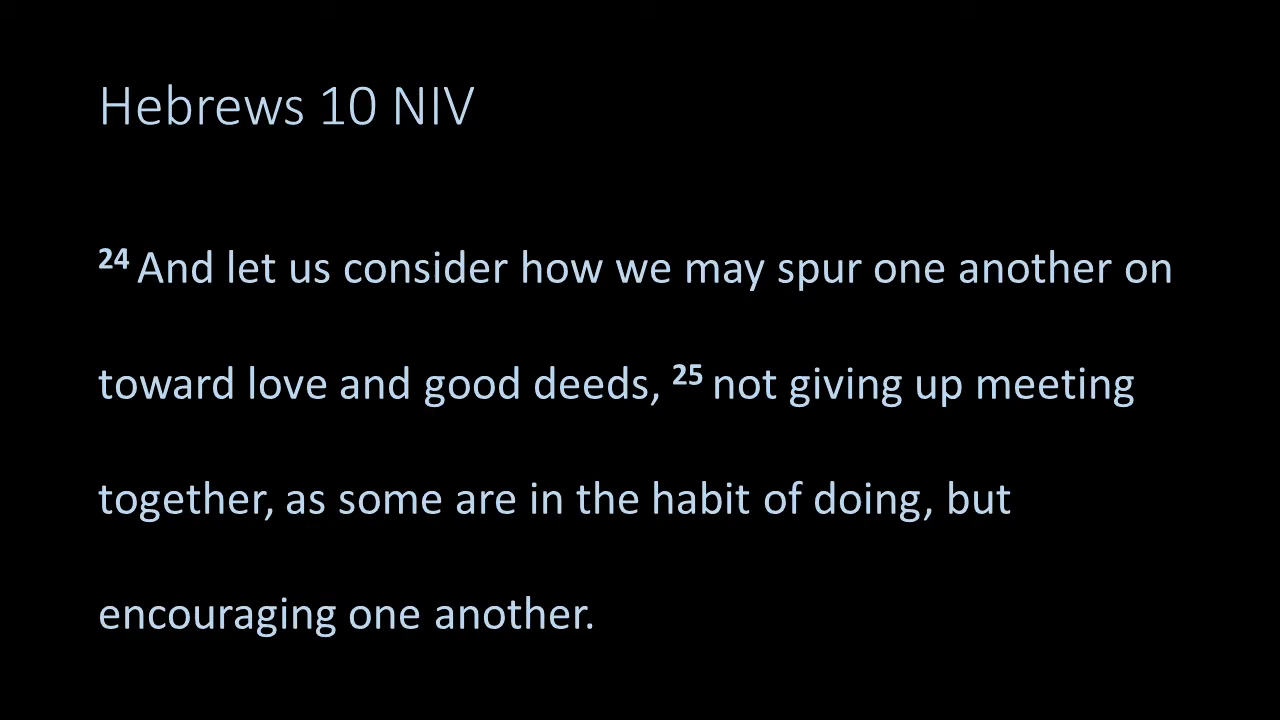 Hebrews 10 NIV
24 And let us consider how we may spur one another on
toward love and good deeds, 25 not giving up meeting
together, as some are in the habit of doing, but
encouraging one another.